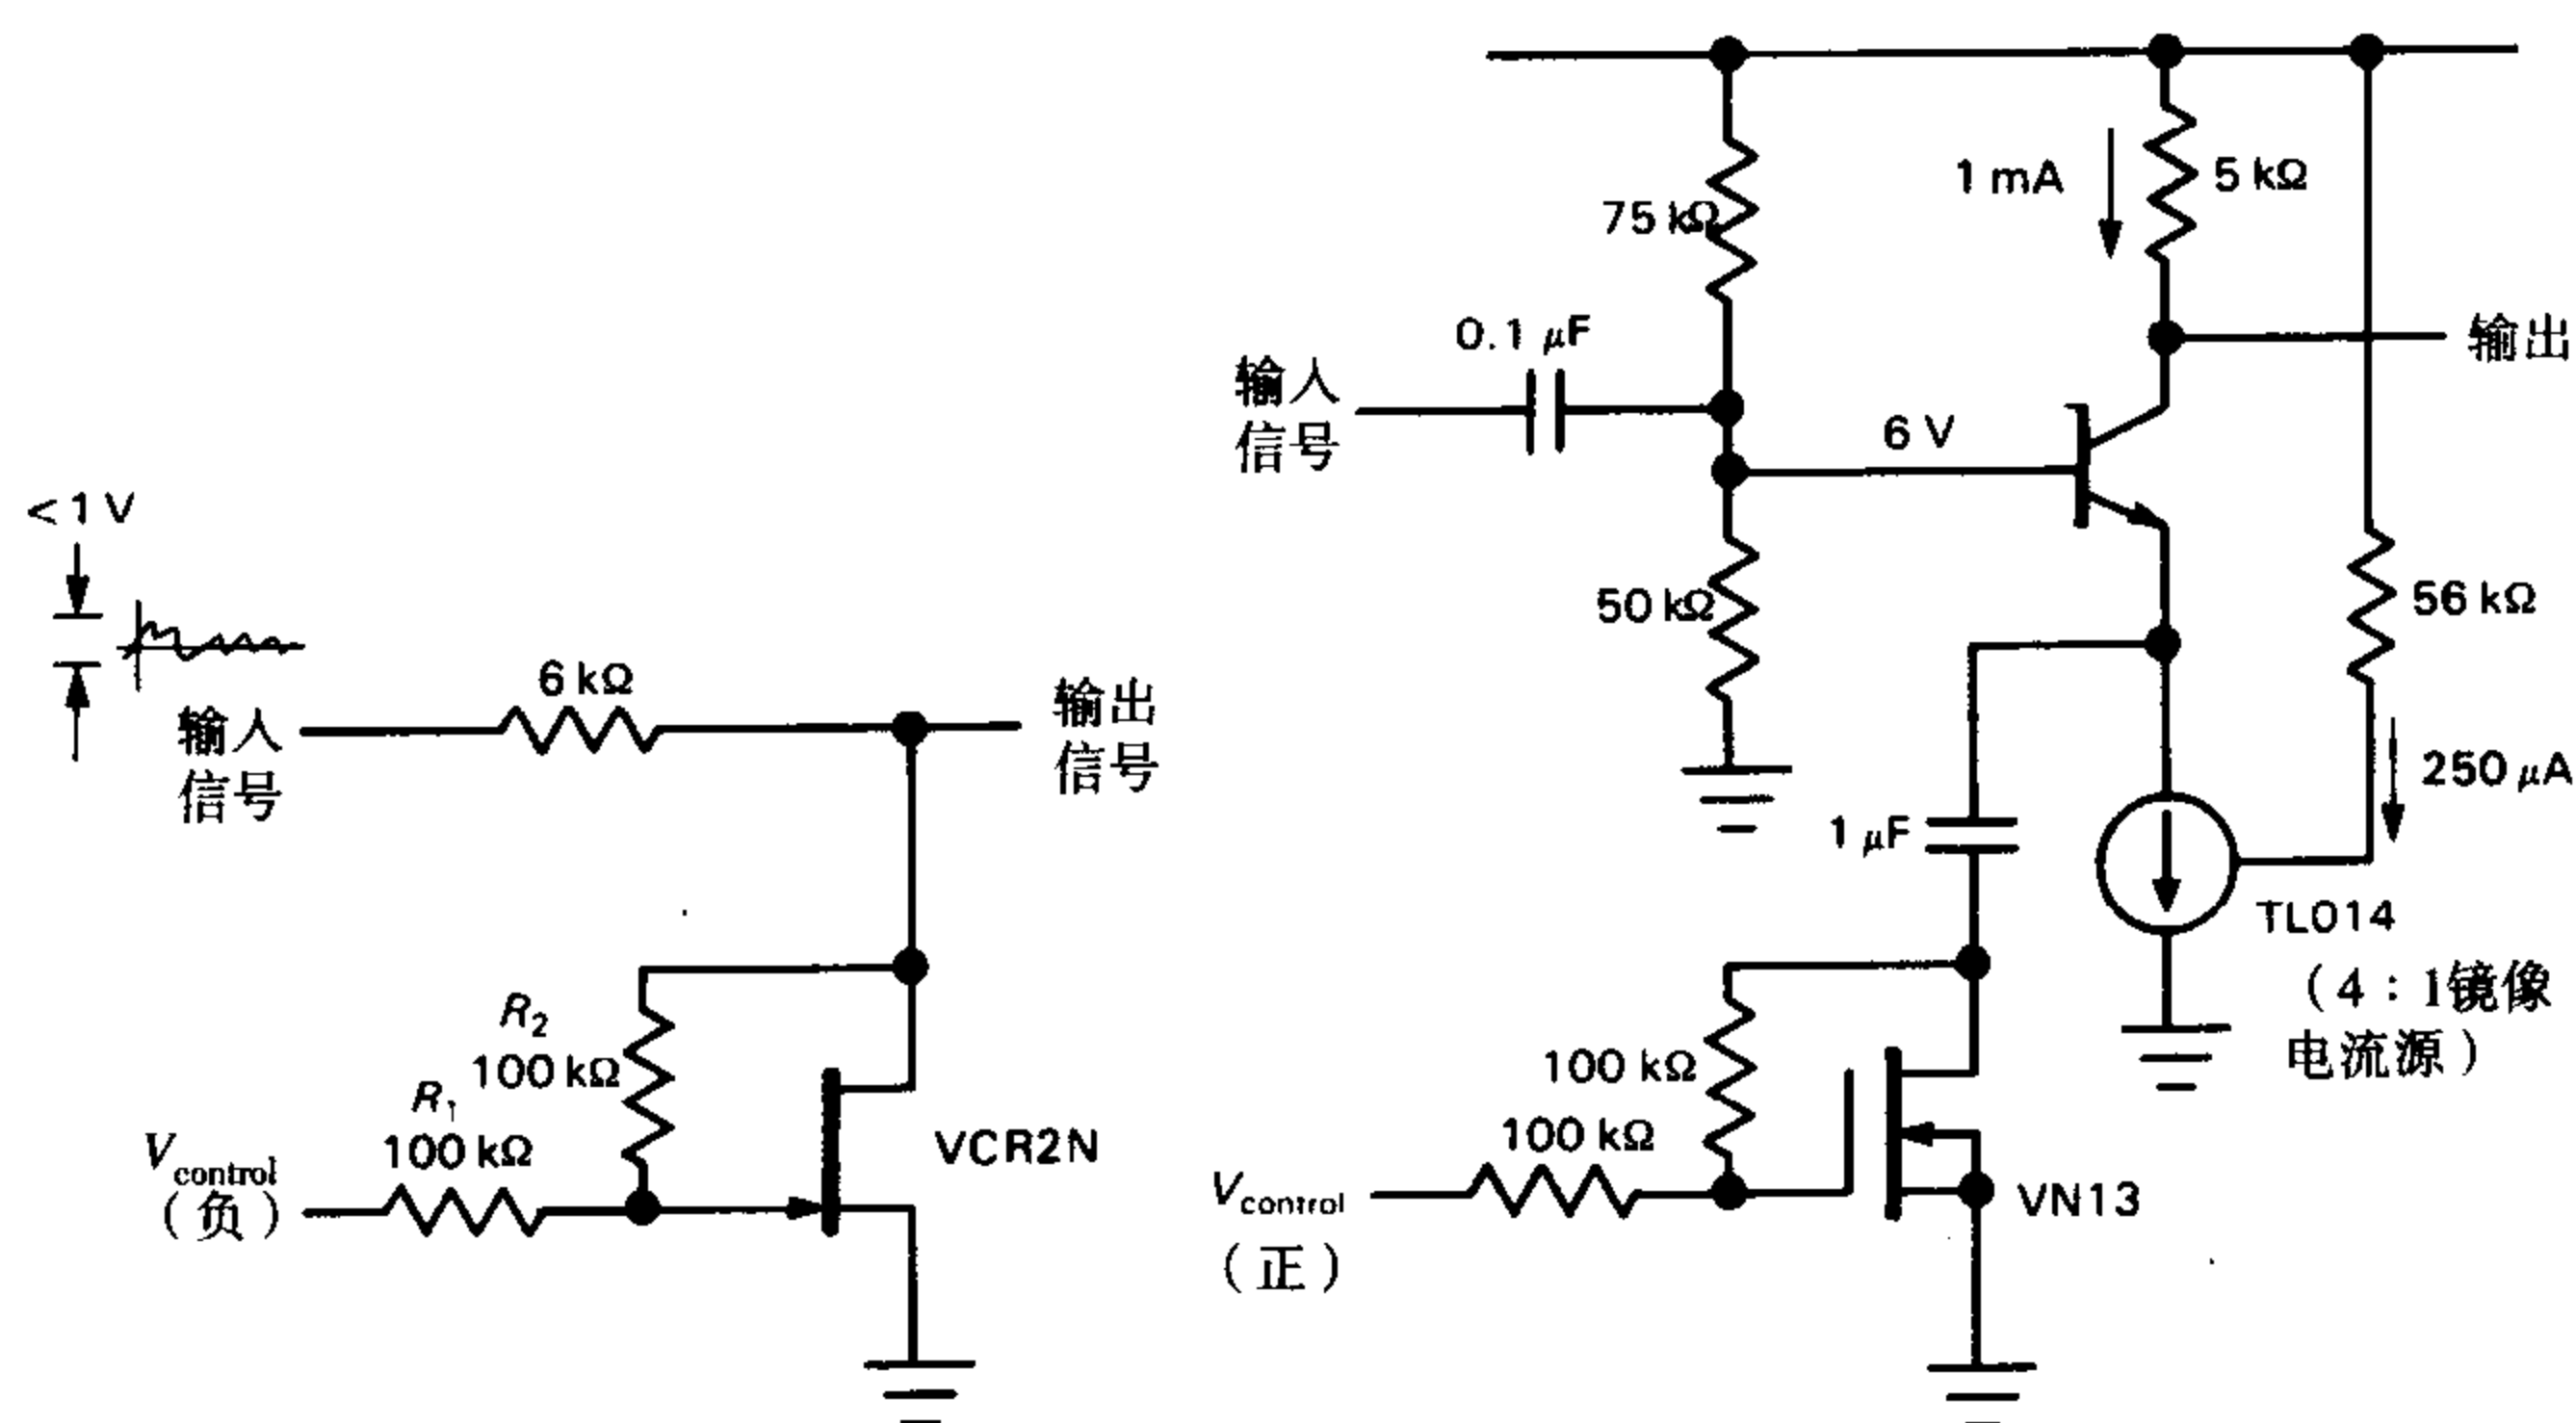 < 1 V
输入
信号
6 kΩ
输出
信号
R₂
100 kΩ
R₁
100 kΩ
V control
(负)
VCR2N
75 kΩ
1 mA
5 kΩ
0.1 μF
输入
信号
6 V
输出
50 kΩ
56 kΩ
250 μA
1 μF
TL014
(4:1镜像
电流源)
100 kΩ
100 kΩ
V control
(正)
VN13